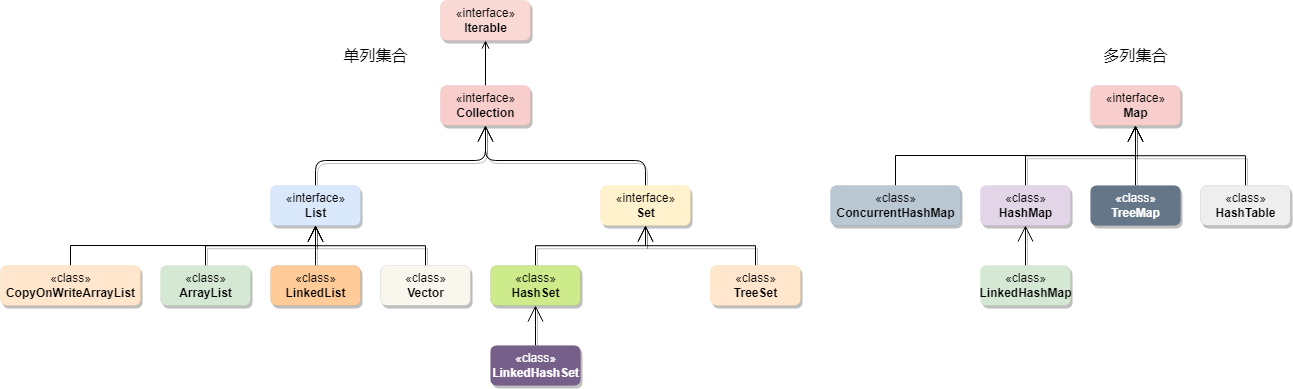 «interface»
Iterable
单列集合
多列集合
«interface»
Collection
«interface»
Map
«interface»
List
«interface»
Set
«class»
ConcurrentHashMap
«class»
HashMap
«class»
TreeMap
«class»
HashTable
«class»
CopyOnWriteArrayList
«class»
ArrayList
«class»
LinkedList
«class»
Vector
«class»
HashSet
«class»
TreeSet
«class»
LinkedHashMap
«class»
LinkedHashSet